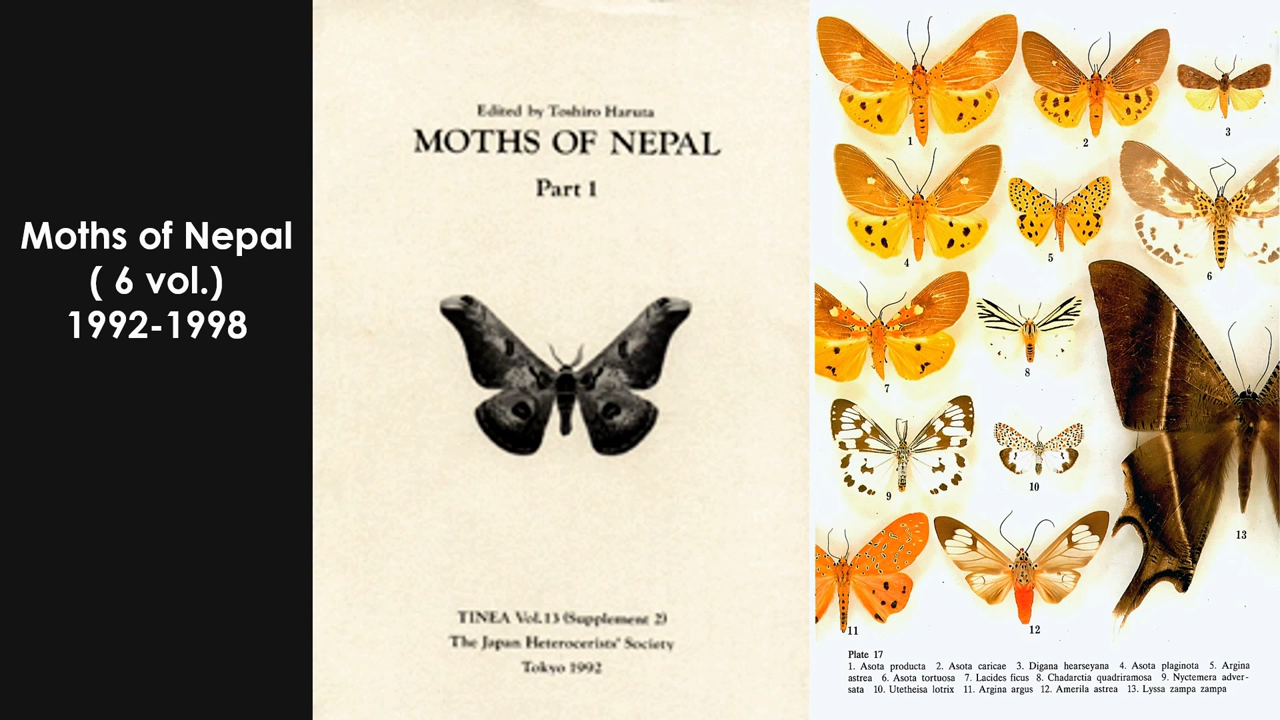 Moths of Nepal
( 6 vol.)
1992-1998
Edited by Toshiro Haruta
MOTHS OF NEPAL
Part 1
TINEA Vol.13 (Supplement 2)
The Japan Heterocerists' Society
Tokyo 1992
1
2
3
4
5
6
7
8
9
10
11
12
13
Plate 17
1. Asota producta 2. Asota caricae 3. Digana hearseyana 4. Asota plaginota 5. Argina
astrea 6. Asota tortuosa 7. Lacides ficus 8. Chadarctia quadriramosa 9. Nyctemera adver-
sata 10. Utetheisa lotrix 11. Argina argus 12. Amerila astrea 13. Lyssa zampa zampa